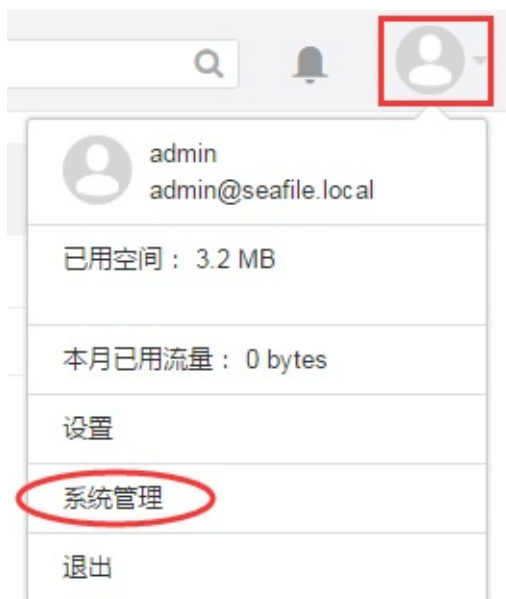 admin
admin@seafile.local
已用空间： 3.2 MB
本月已用流量： 0 bytes
设置
系统管理
退出